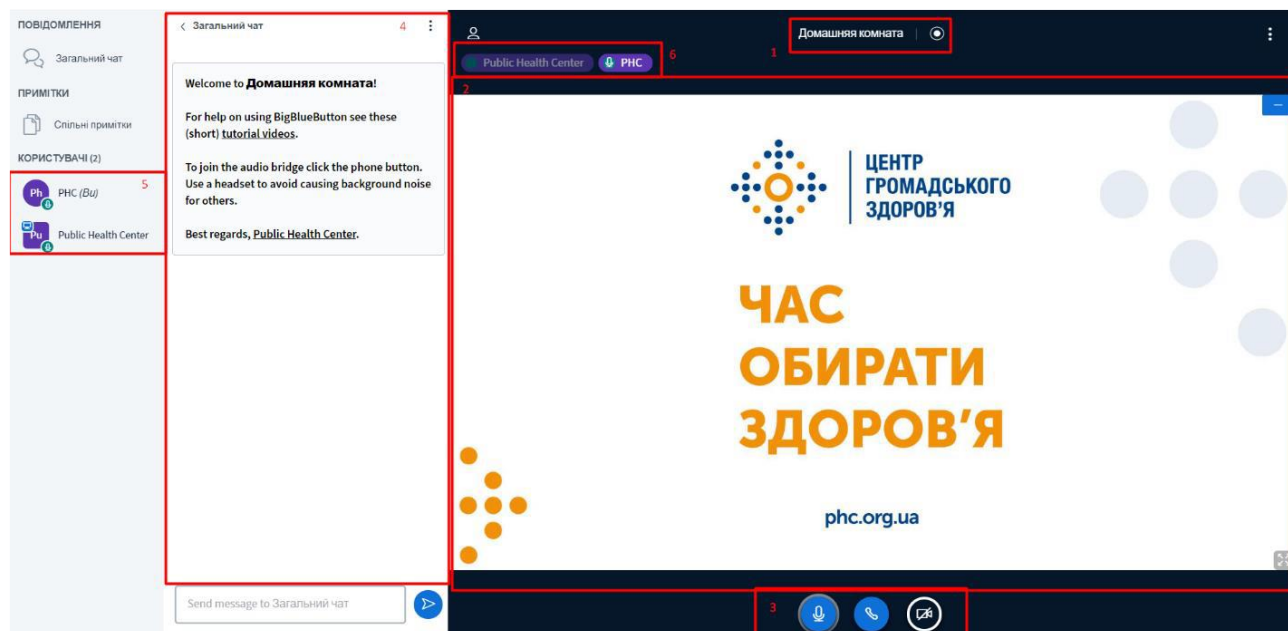 ПОВІДОМЛЕННЯ
Загальний чат
ПРИМІТКИ
Спільні примітки
КОРИСТУВАЧІ (2)
5
Ph
PHC (Ви)
Pu
Public Health Center
Загальний чат
4
Welcome to Домашняя комната!
For help on using BigBlueButton see these
(short) tutorial videos.
To join the audio bridge click the phone button.
Use a headset to avoid causing background noise
for others.
Best regards, Public Health Center.
Send message to Загальний чат
1
Домашняя комната
Public Health Center
PHC
6
2
ЦЕНТР
ГРОМАДСЬКОГО
ЗДОРОВ’Я
ЧАС
ОБИРАТИ
ЗДОРОВ’Я
phc.org.ua
3